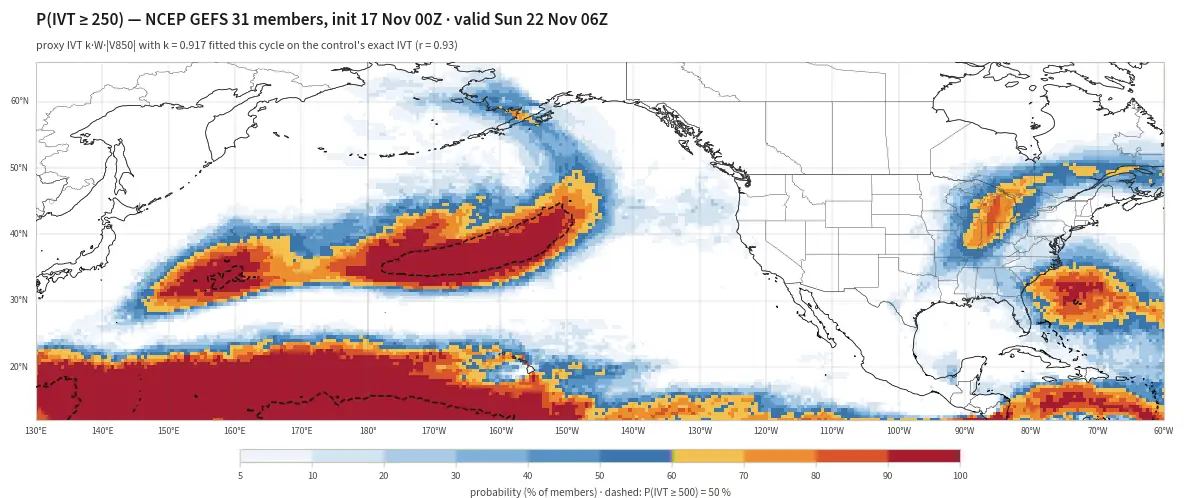 P(IVT ≥ 250) — NCEP GEFS 31 members, init 17 Nov 00Z · valid Sun 22 Nov 06Z
proxy IVT k·W·|V850| with k = 0.917 fitted this cycle on the control's exact IVT (r = 0.93)
60°N
50°N
40°N
30°N
20°N
130°E 140°E 150°E 160°E 170°E 180° 170°W 160°W 150°W 140°W 130°W 120°W 110°W 100°W 90°W 80°W 70°W 60°W
5 10 20 30 40 50 60 70 80 90 100
probability (% of members) · dashed: P(IVT ≥ 500) = 50 %